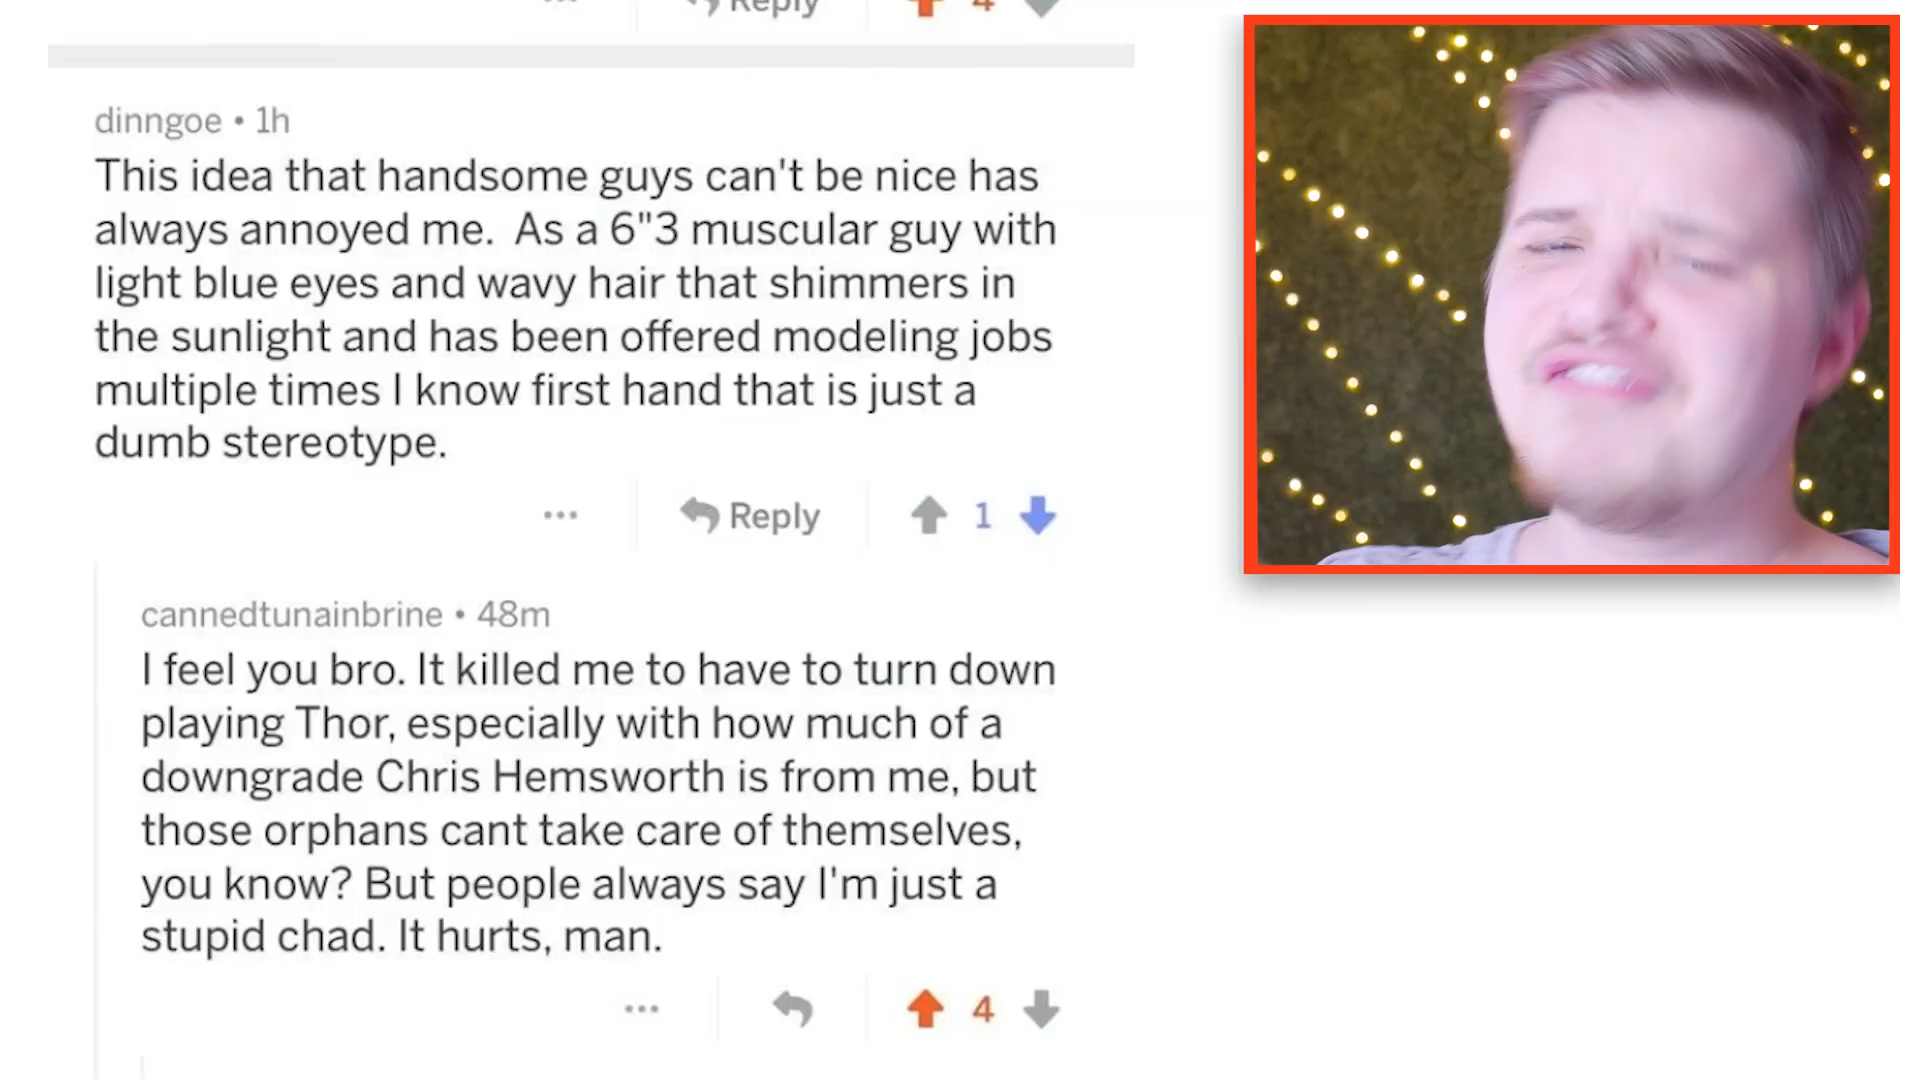 Reply 4
dinngoe • 1h
This idea that handsome guys can't be nice has
always annoyed me.  As a 6"3 muscular guy with
light blue eyes and wavy hair that shimmers in
the sunlight and has been offered modeling jobs
multiple times I know first hand that is just a
dumb stereotype.
... Reply 1
cannedtunainbrine • 48m
I feel you bro. It killed me to have to turn down
playing Thor, especially with how much of a
downgrade Chris Hemsworth is from me, but
those orphans cant take care of themselves,
you know? But people always say I'm just a
stupid chad. It hurts, man.
... 4